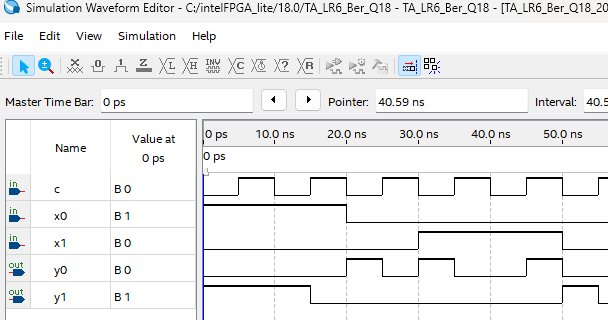 Simulation Waveform Editor - C:/intelFPGA_lite/18.0/TA_LR6_Ber_Q18 - TA_LR6_Ber_Q18 - [TA_LR6_Ber_Q18_20
File Edit View Simulation Help
Master Time Bar: 0 ps Pointer: 40.59 ns Interval: 40.5
Name Value at 0 ps
0 ps 10.0 ns 20.0 ns 30.0 ns 40.0 ns 50.0 ns
0 ps
in c B 0
in x0 B 1
in x1 B 0
out y0 B 0
out y1 B 1